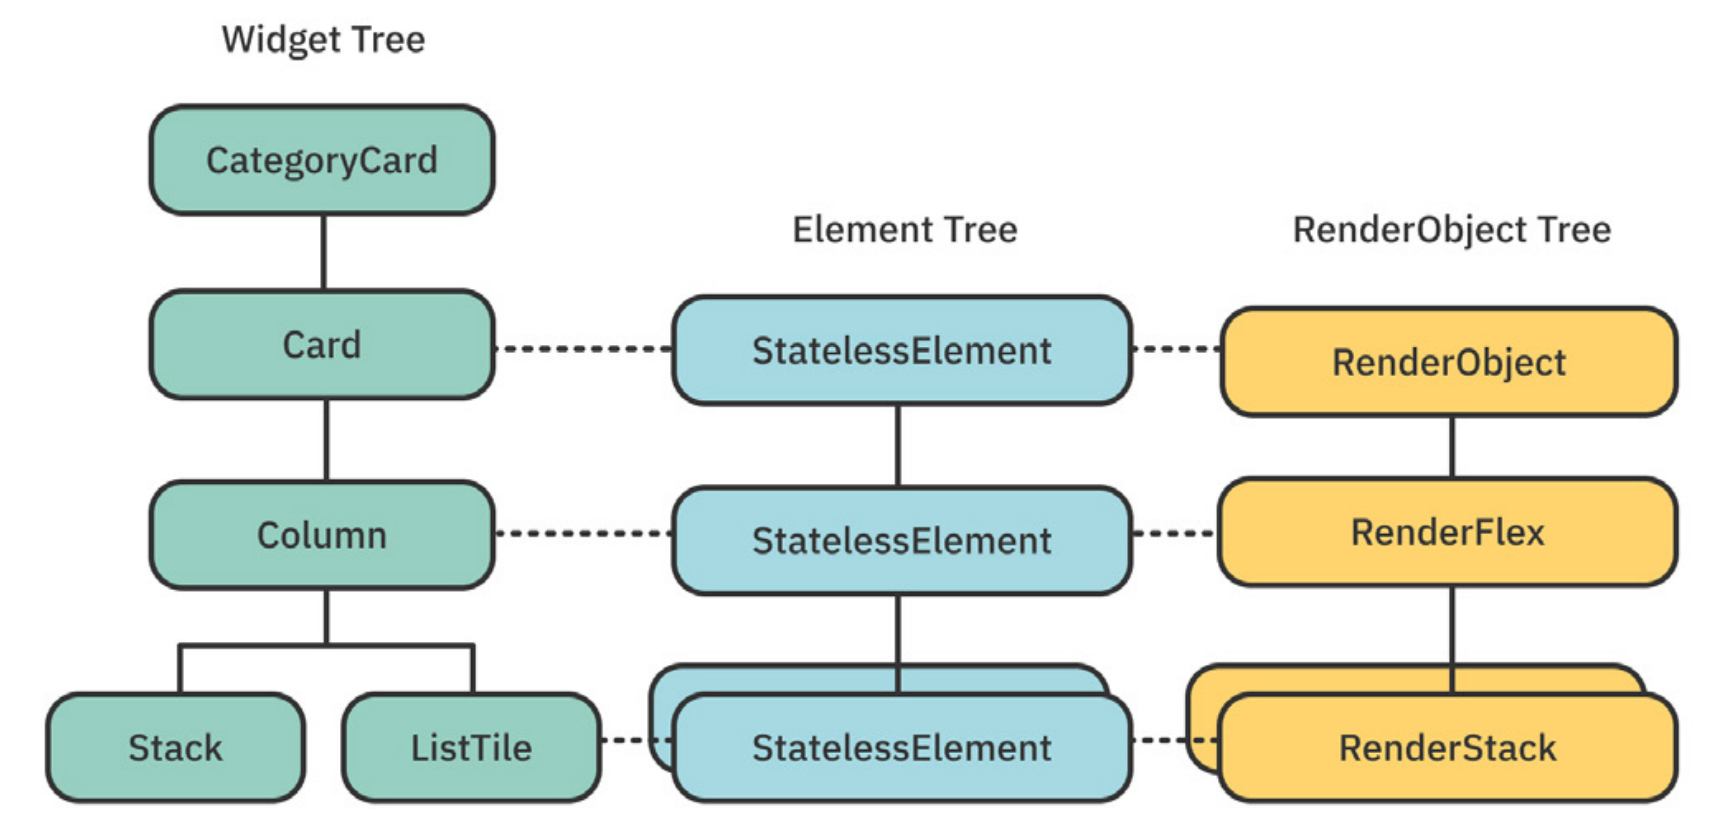 Widget Tree
CategoryCard
Element Tree
RenderObject Tree
Card
StatelessElement
RenderObject
Column
StatelessElement
RenderFlex
Stack
ListTile
StatelessElement
RenderStack